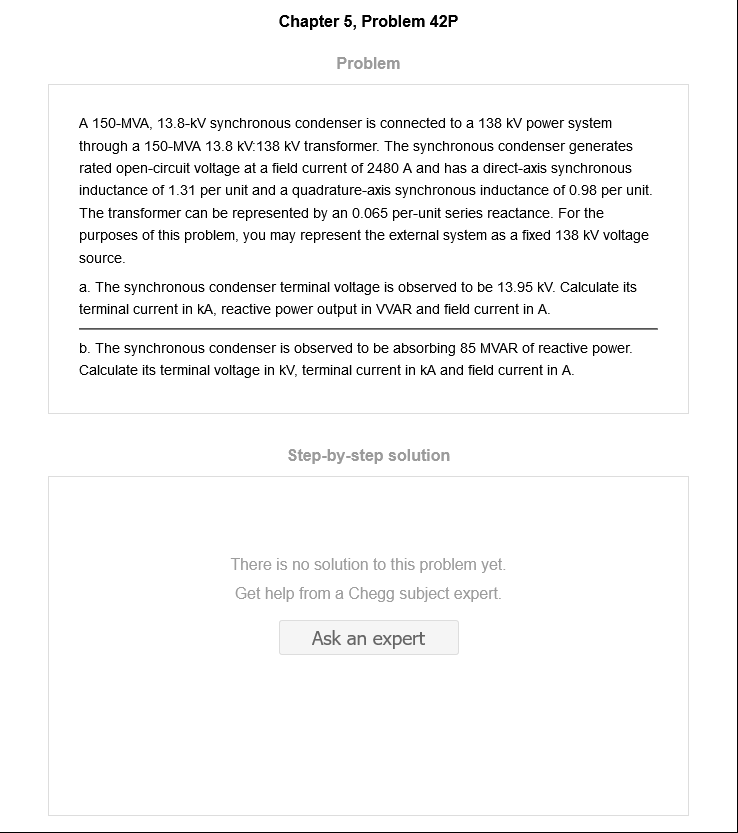 Chapter 5, Problem 42P
Problem
A 150-MVA, 13.8-kV synchronous condenser is connected to a 138 kV power system
through a 150-MVA 13.8 kV:138 kV transformer. The synchronous condenser generates
rated open-circuit voltage at a field current of 2480 A and has a direct-axis synchronous
inductance of 1.31 per unit and a quadrature-axis synchronous inductance of 0.98 per unit.
The transformer can be represented by an 0.065 per-unit series reactance. For the
purposes of this problem, you may represent the external system as a fixed 138 kV voltage
source.
a. The synchronous condenser terminal voltage is observed to be 13.95 kV. Calculate its
terminal current in kA, reactive power output in VVAR and field current in A.
b. The synchronous condenser is observed to be absorbing 85 MVAR of reactive power.
Calculate its terminal voltage in kV, terminal current in kA and field current in A.
Step-by-step solution
There is no solution to this problem yet.
Get help from a Chegg subject expert.
Ask an expert